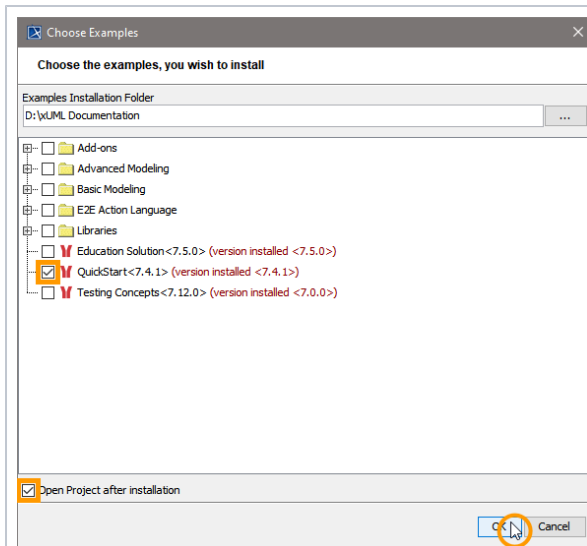 Choose Examples
Choose the examples, you wish to install
Examples Installation Folder
D:\xUML Documentation
...
Add-ons
Advanced Modeling
Basic Modeling
E2E Action Language
Libraries
Education Solution<7.5.0> (version installed <7.5.0>)
QuickStart<7.4.1> (version installed <7.4.1>)
Testing Concepts<7.12.0> (version installed <7.0.0>)
Open Project after installation
OK Cancel